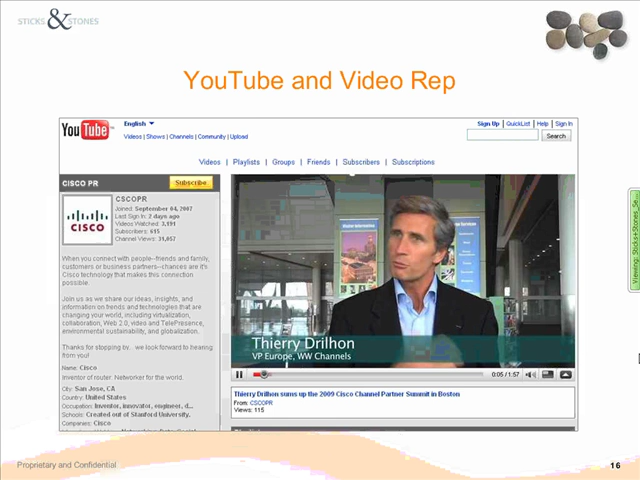 STICKS & STONES
YouTube and Video Rep
YouTube
English
Sign Up | QuickList | Help | Sign In
Videos | Shows | Channels | Community | Upload
Search
Videos | Playlists | Groups | Friends | Subscribers | Subscriptions
CISCO PR
Subscribe
CSCOPR
Joined: September 04, 2007
Last Sign In: 2 days ago
Videos Watched: 3,191
Subscribers: 615
Channel Views: 31,057
CISCO
When you connect with people--friends and family,
customers or business partners--chances are it's
Cisco technology that makes this connection
possible.
Join us as we share our ideas, insights, and
information on trends and technologies that are
changing your world, including virtualization,
collaboration, Web 2.0, video and TelePresence,
environmental sustainability, and globalization.
Thanks for stopping by... we look forward to hearing
from you!
Name: Cisco
Inventor of router. Networker for the world.
City: San Jose, CA
Country: United States
Occupation: Inventor, innovator, engineer, d...
Schools: Created out of Stanford University.
Companies: Cisco
Thierry Drilhon
VP Europe, WW Channels
0:05 / 1:57
Thierry Drilhon sums up the 2009 Cisco Channel Partner Summit in Boston
From: CSCOPR
Views: 115
Viewing: Sticks+Stones_Se...
Proprietary and Confidential
16